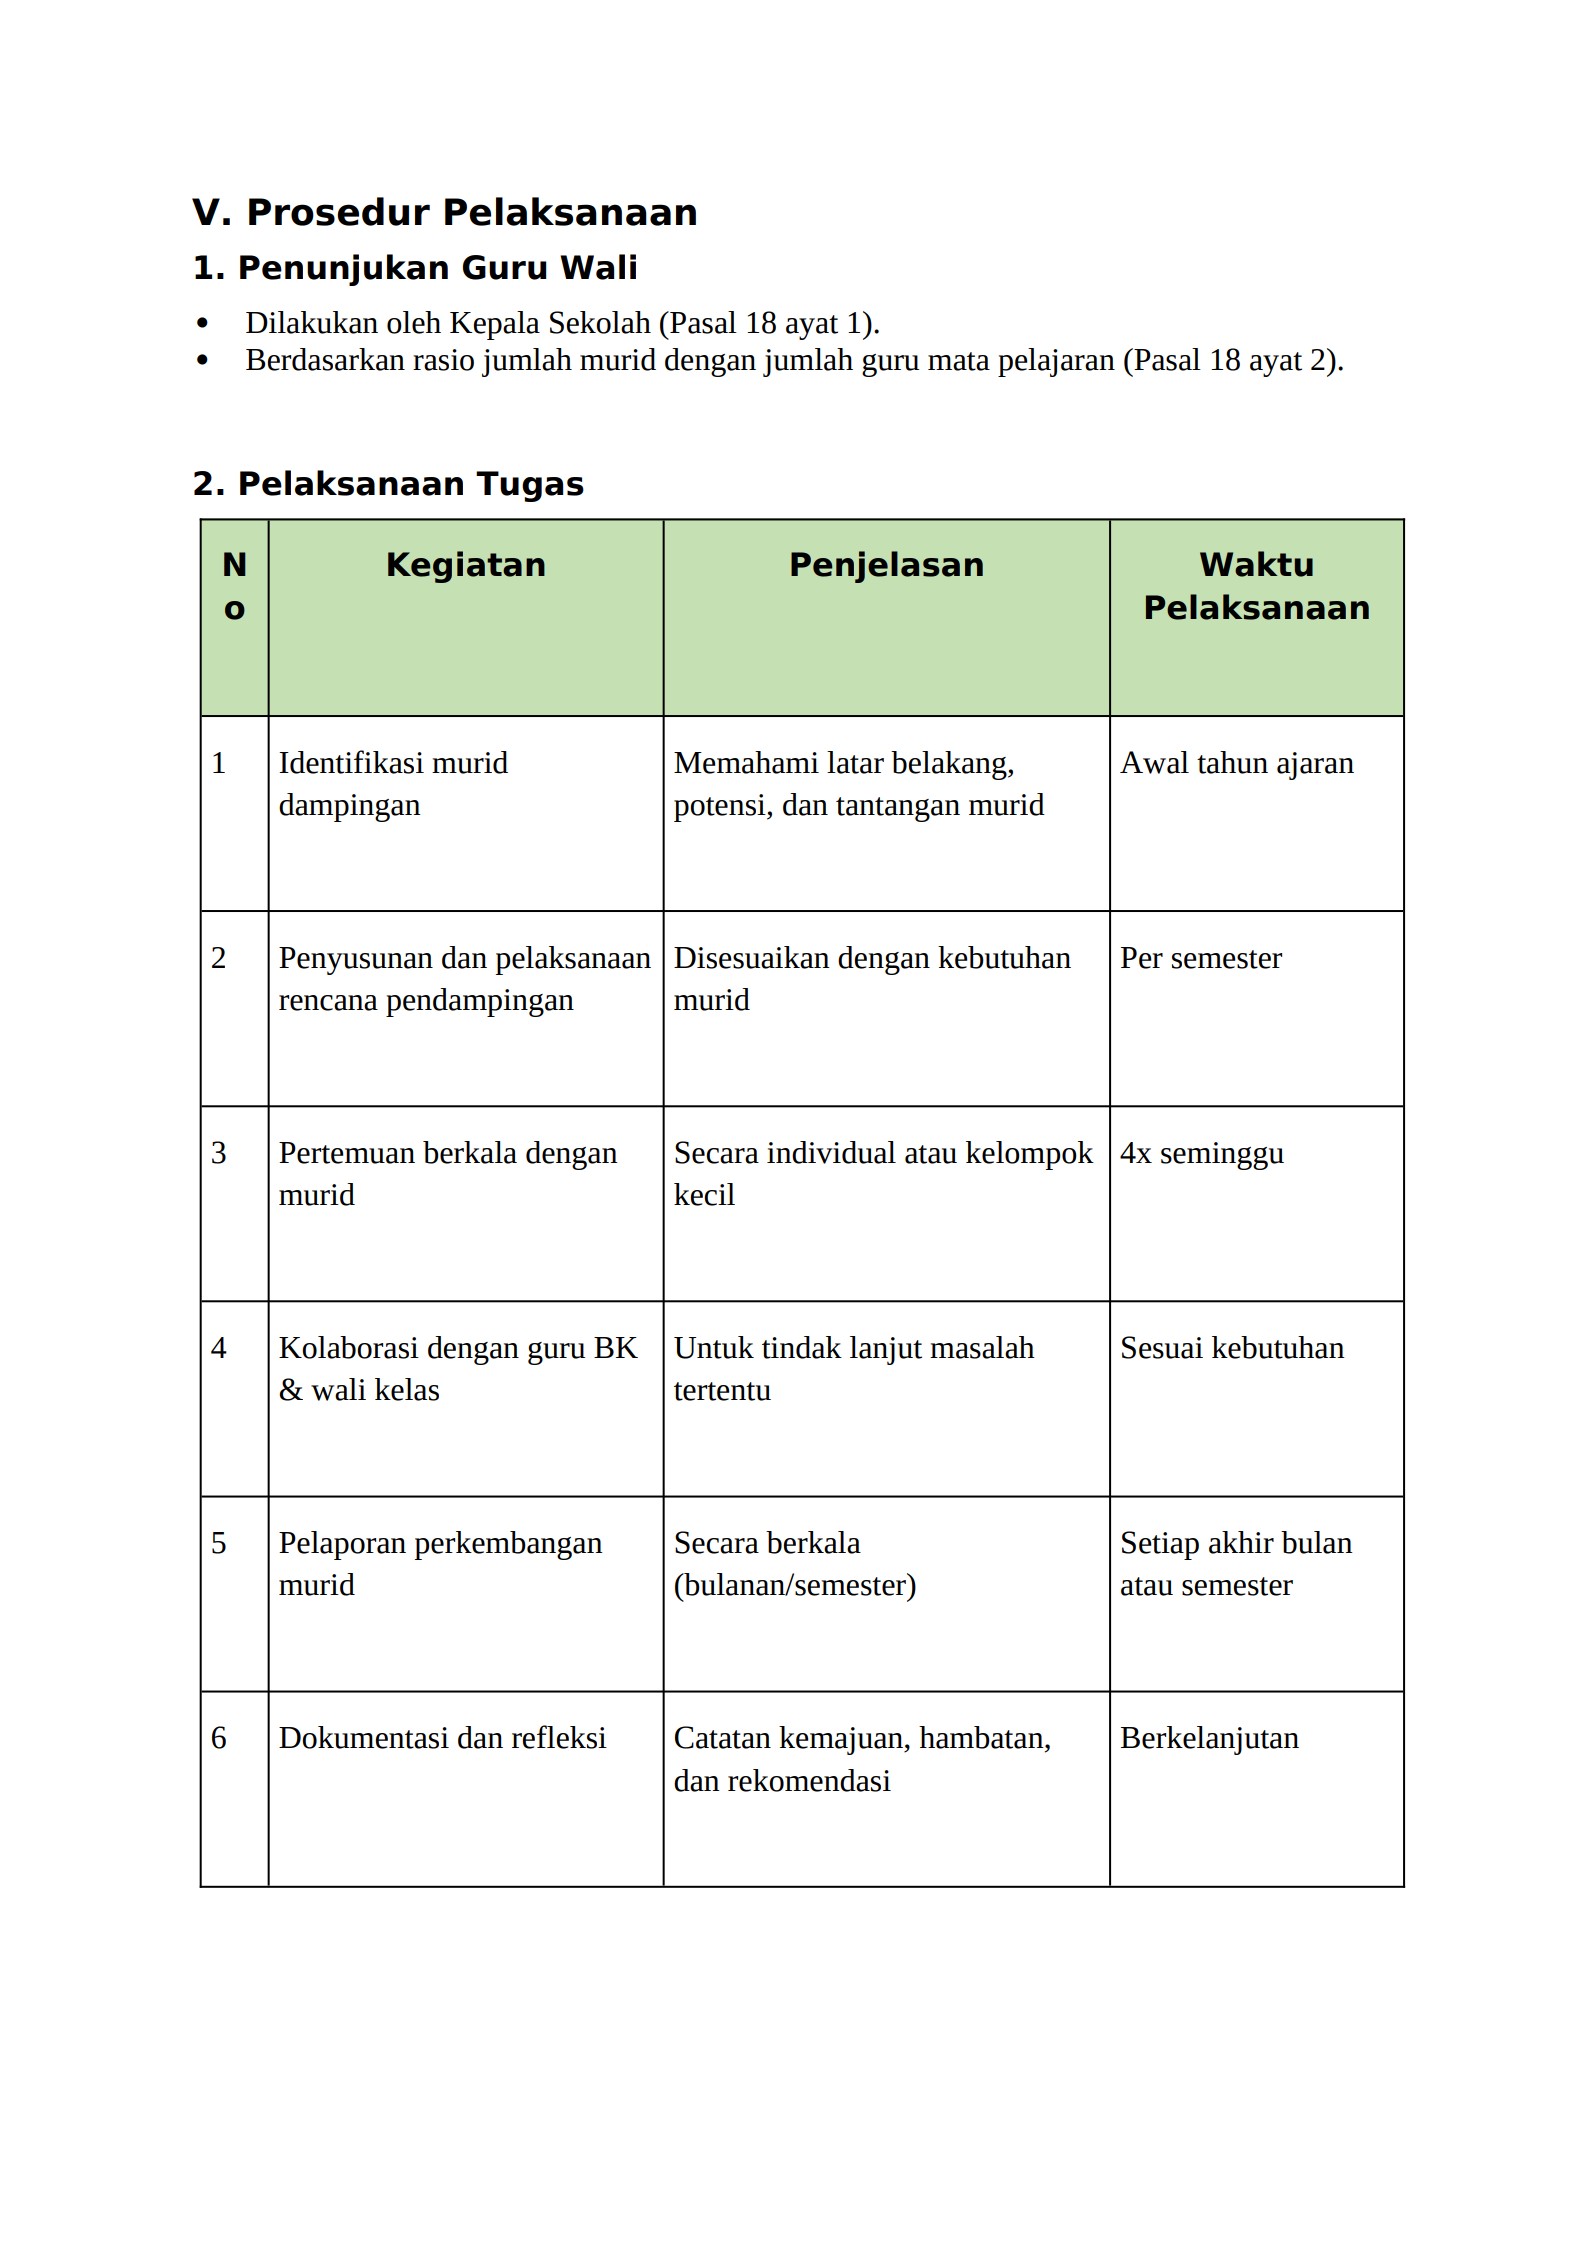 V. Prosedur Pelaksanaan
1. Penunjukan Guru Wali
• Dilakukan oleh Kepala Sekolah (Pasal 18 ayat 1).
• Berdasarkan rasio jumlah murid dengan jumlah guru mata pelajaran (Pasal 18 ayat 2).
2. Pelaksanaan Tugas
N
o
Kegiatan
Penjelasan
Waktu
Pelaksanaan
1
Identifikasi murid
dampingan
Memahami latar belakang,
potensi, dan tantangan murid
Awal tahun ajaran
2
Penyusunan dan pelaksanaan
rencana pendampingan
Disesuaikan dengan kebutuhan
murid
Per semester
3
Pertemuan berkala dengan
murid
Secara individual atau kelompok
kecil
4x seminggu
4
Kolaborasi dengan guru BK
& wali kelas
Untuk tindak lanjut masalah
tertentu
Sesuai kebutuhan
5
Pelaporan perkembangan
murid
Secara berkala
(bulanan/semester)
Setiap akhir bulan
atau semester
6
Dokumentasi dan refleksi
Catatan kemajuan, hambatan,
dan rekomendasi
Berkelanjutan